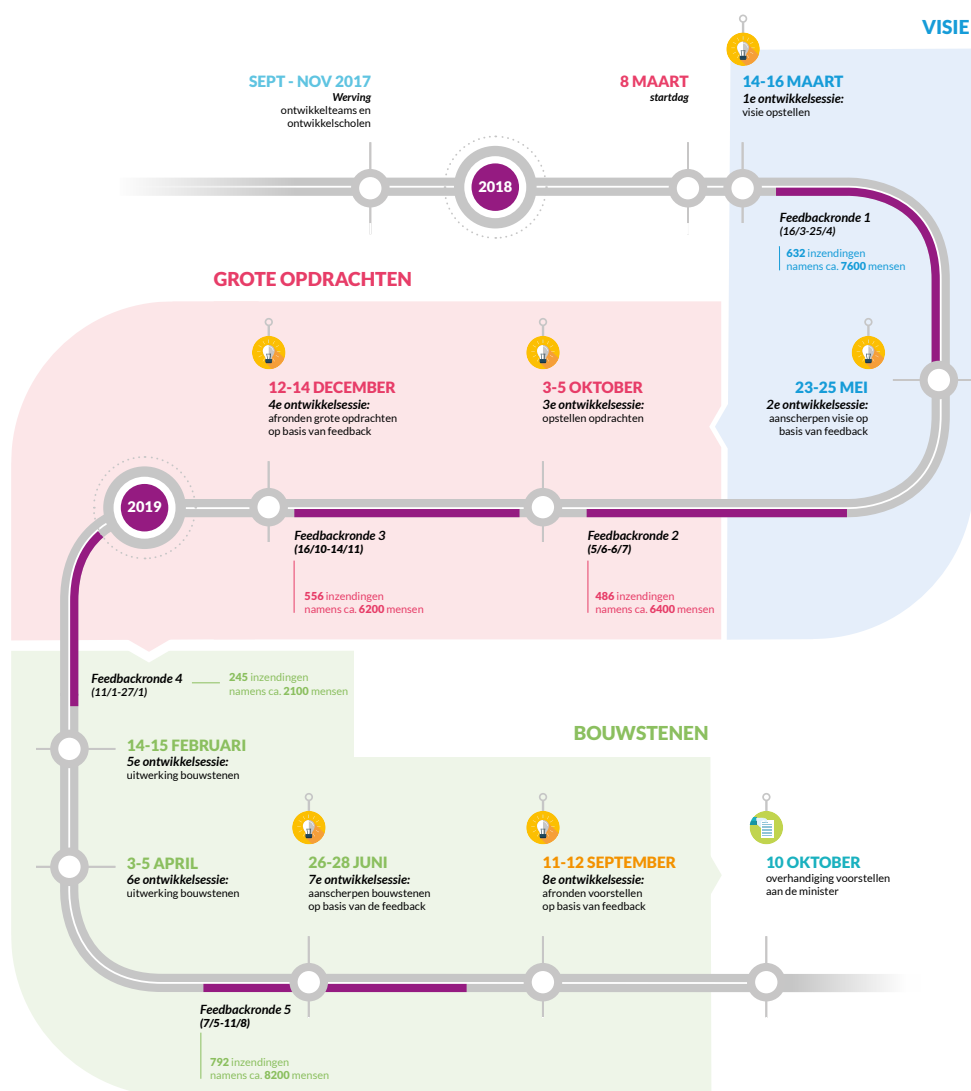 VISIE
SEPT - NOV 2017
Werving
ontwikkelteams en
ontwikkelscholen
8 MAART
startdag
14-16 MAART
1e ontwikkelsessie:
visie opstellen
2018
Feedbackronde 1
(16/3-25/4)
632 inzendingen
namens ca. 7600 mensen
23-25 MEI
2e ontwikkelsessie:
aanscherpen visie op
basis van feedback
GROTE OPDRACHTEN
12-14 DECEMBER
4e ontwikkelsessie:
afronden grote opdrachten
op basis van feedback
3-5 OKTOBER
3e ontwikkelsessie:
opstellen opdrachten
2019
Feedbackronde 3
(16/10-14/11)
556 inzendingen
namens ca. 6200 mensen
Feedbackronde 2
(5/6-6/7)
486 inzendingen
namens ca. 6400 mensen
Feedbackronde 4
(11/1-27/1)
245 inzendingen
namens ca. 2100 mensen
BOUWSTENEN
14-15 FEBRUARI
5e ontwikkelsessie:
uitwerking bouwstenen
3-5 APRIL
6e ontwikkelsessie:
uitwerking bouwstenen
26-28 JUNI
7e ontwikkelsessie:
aanscherpen bouwstenen
op basis van de feedback
11-12 SEPTEMBER
8e ontwikkelsessie:
afronden voorstellen
op basis van feedback
10 OKTOBER
overhandiging voorstellen
aan de minister
Feedbackronde 5
(7/5-11/8)
792 inzendingen
namens ca. 8200 mensen